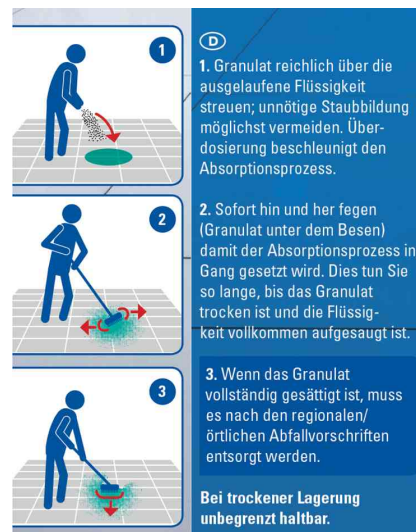 D
1. Granulat reichlich über die
ausgelaufene Flüssigkeit
streuen; unnötige Staubbildung
möglichst vermeiden. Über-
dosierung beschleunigt den
Absorptionsprozess.
2. Sofort hin und her fegen
(Granulat unter dem Besen)
damit der Absorptionsprozess in
Gang gesetzt wird. Dies tun Sie
so lange, bis das Granulat
trocken ist und die Flüssig-
keit vollkommen aufgesaugt ist.
3. Wenn das Granulat
vollständig gesättigt ist, muss
es nach den regionalen/
örtlichen Abfallvorschriften
entsorgt werden.
Bei trockener Lagerung
unbegrenzt haltbar.
1
2
3